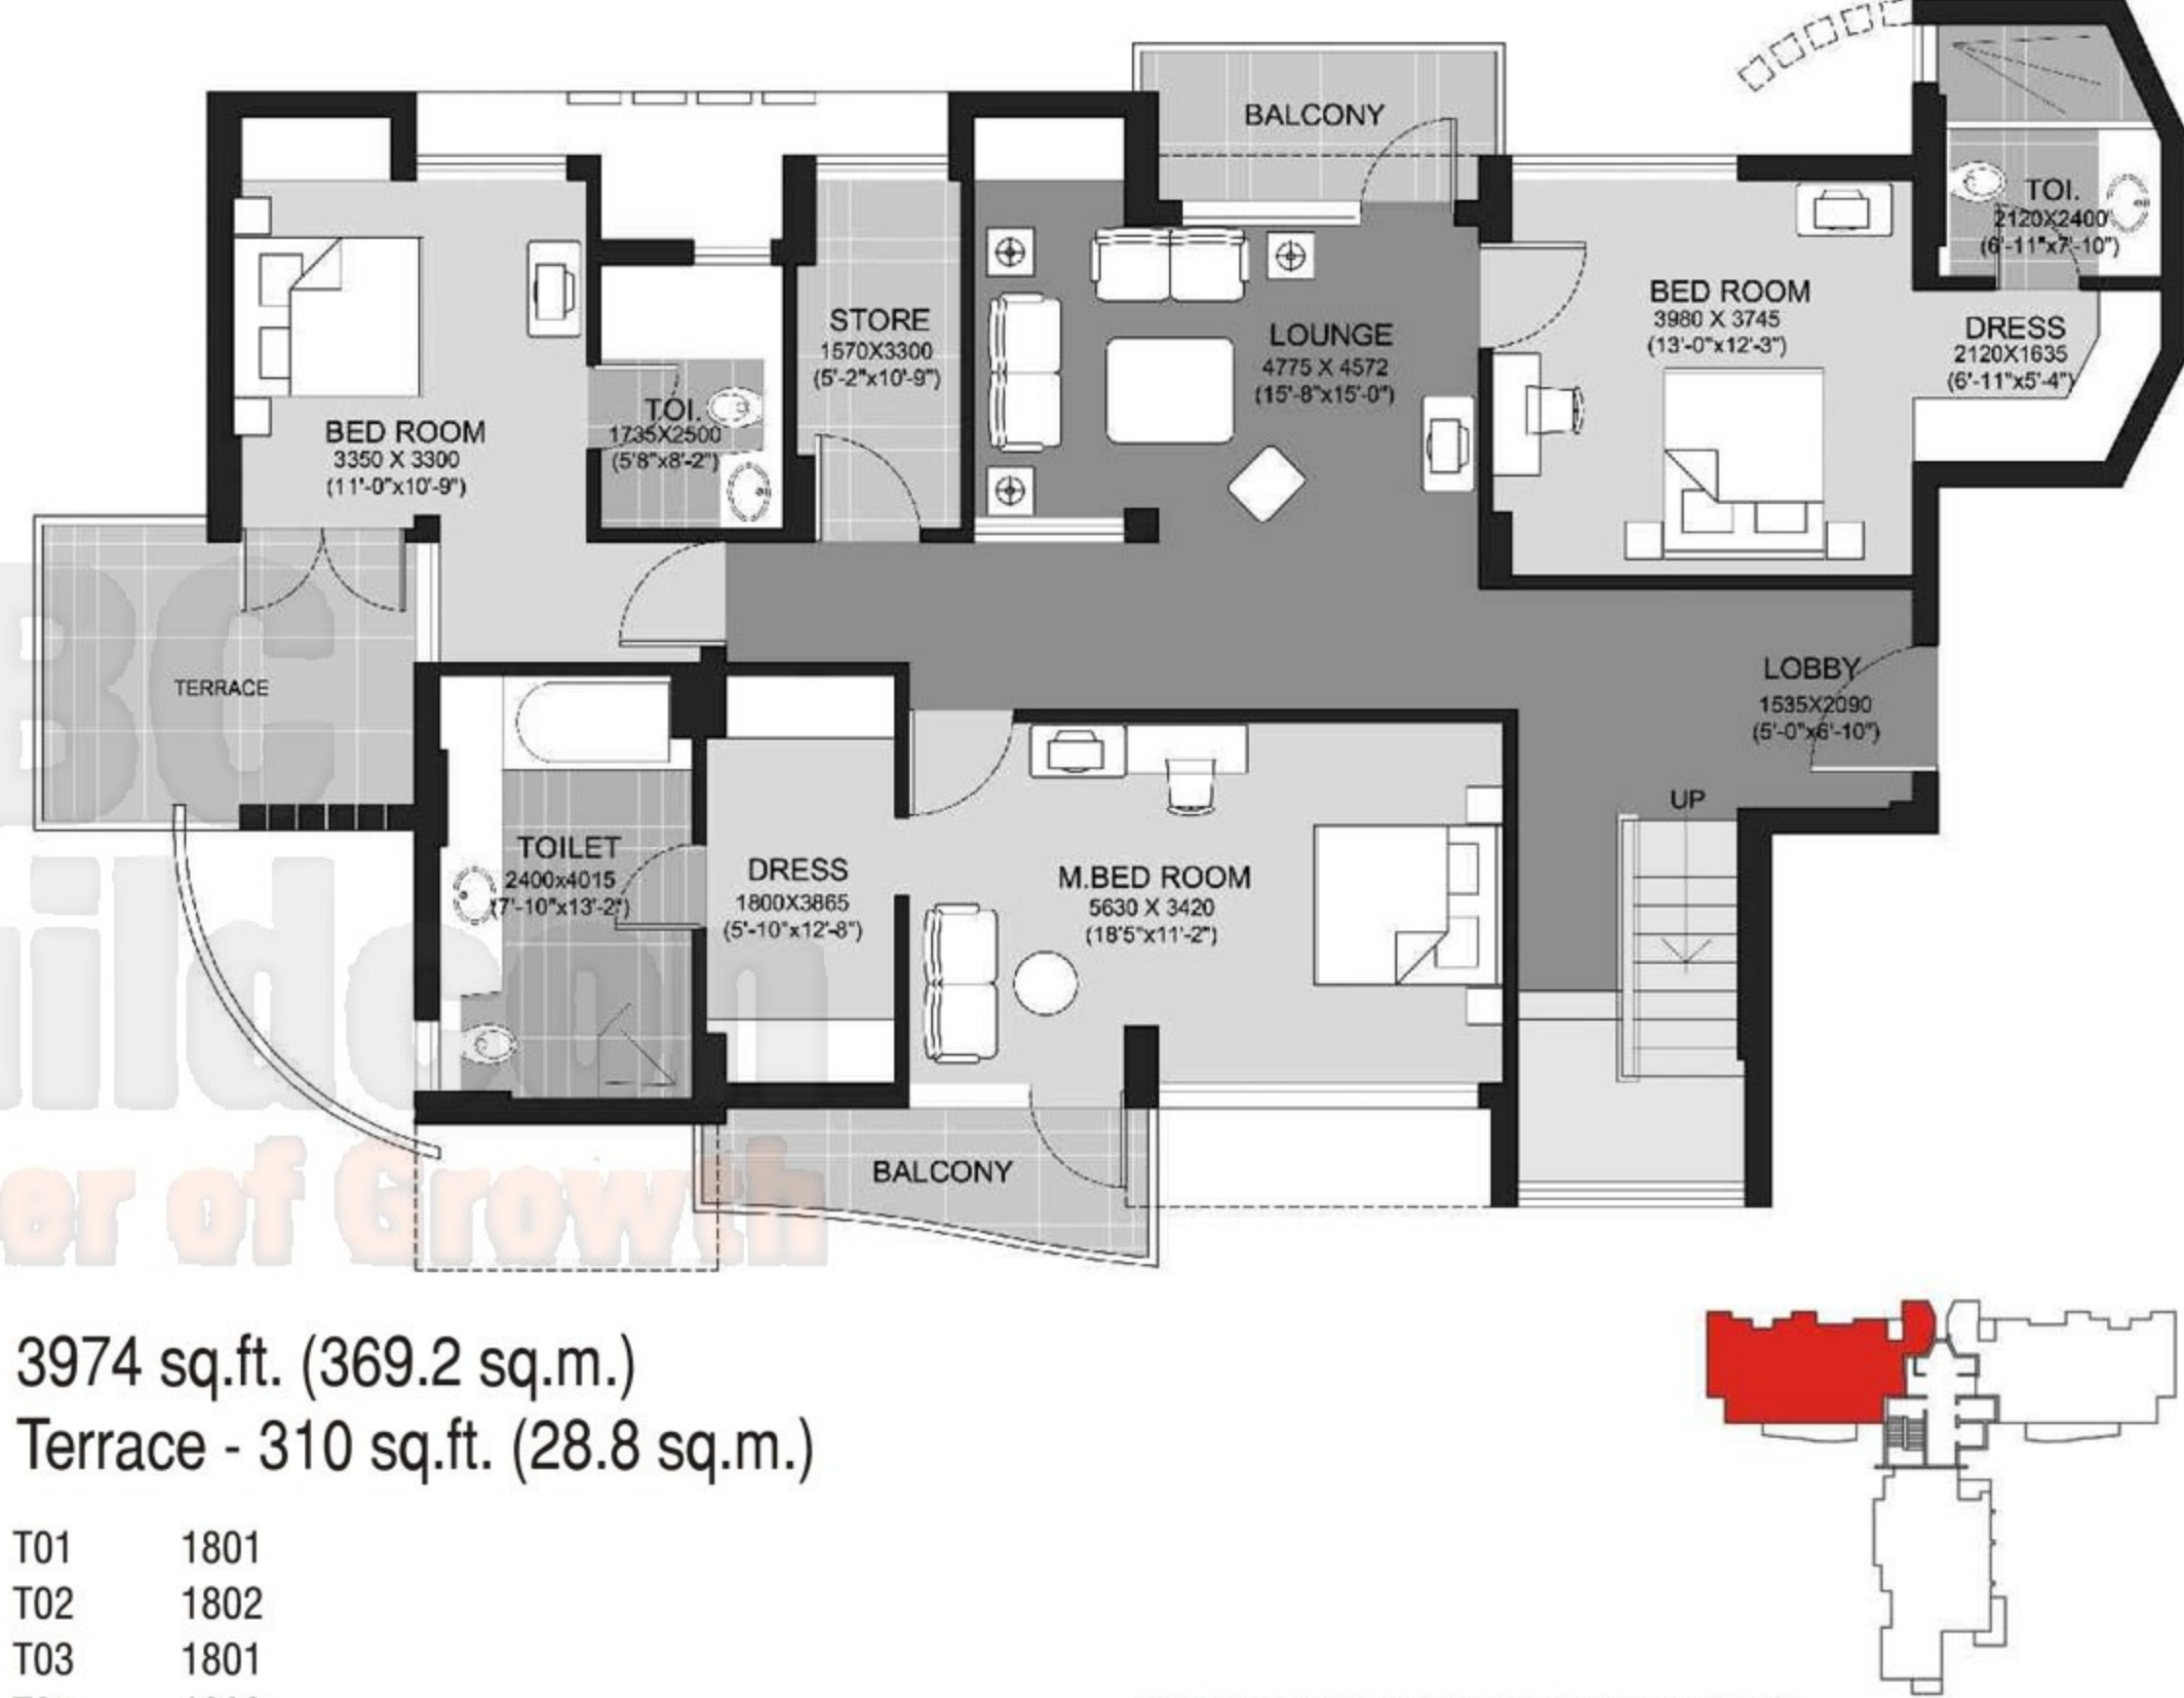 BALCONY
TOI.
2120X2400
(6'-11"x7'-10")
BED ROOM
3980 X 3745
(13'-0"x12'-3")
DRESS
2120X1635
(6'-11"x5'-4")
STORE
1570X3300
(5'-2"x10'-9")
LOUNGE
4775 X 4572
(15'-8"x15'-0")
BED ROOM
3350 X 3300
(11'-0"x10'-9")
TOI.
1735X2500
(5'8"x8'-2")
TERRACE
LOBBY
1535X2090
(5'-0"x6'-10")
UP
TOILET
2400x4015
(7'-10"x13'-2")
DRESS
1800X3865
(5'-10"x12'-8")
M.BED ROOM
5630 X 3420
(18'5"x11'-2")
BALCONY
BC
uildcon
er of Growth
3974 sq.ft. (369.2 sq.m.)
Terrace - 310 sq.ft. (28.8 sq.m.)
T01 1801
T02 1802
T03 1801